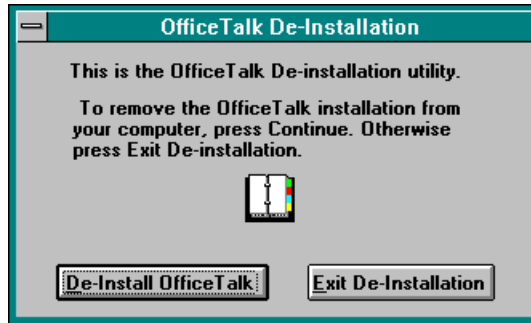 OfficeTalk De-Installation
This is the OfficeTalk De-installation utility.
To remove the OfficeTalk installation from
your computer, press Continue. Otherwise
press Exit De-installation.
De-Install OfficeTalk
Exit De-Installation